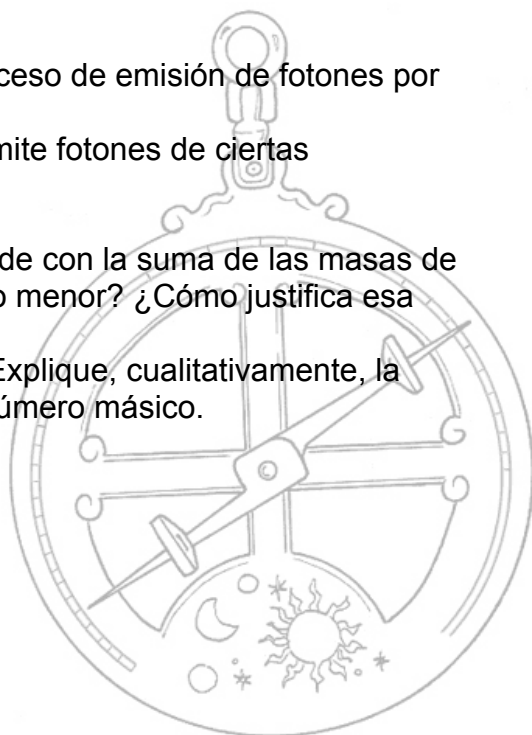 ceso de emisión de fotones por
mite fotones de ciertas
de con la suma de las masas de
o menor? ¿Cómo justifica esa
Explique, cualitativamente, la
úmero másico.